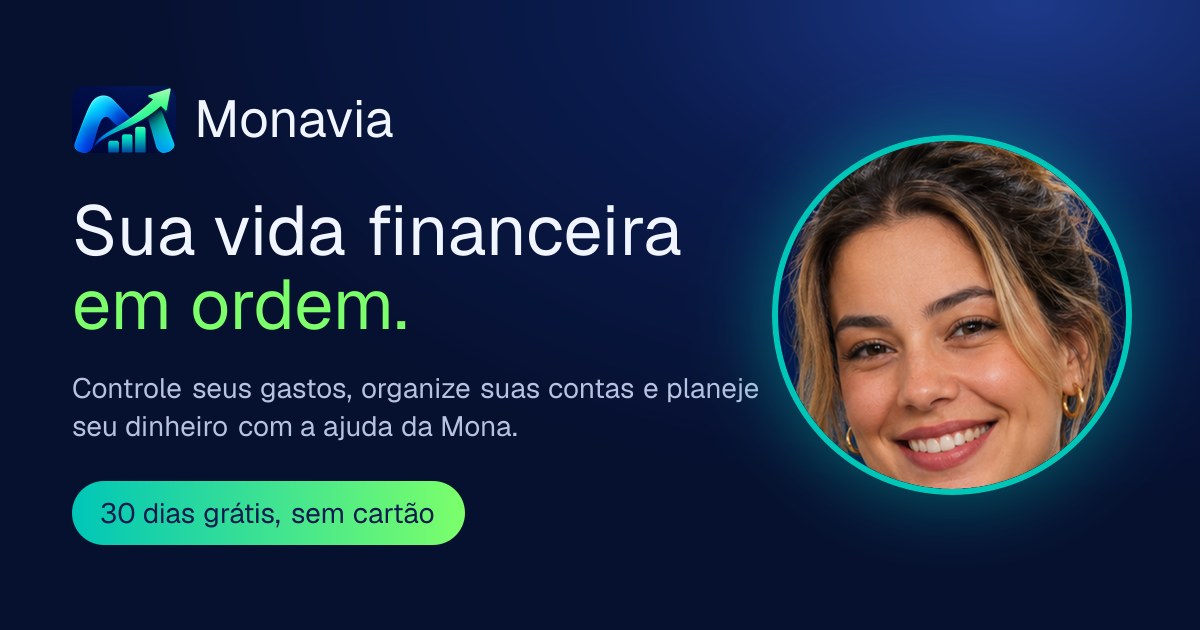 Monavia
Sua vida financeira
em ordem.
Controle seus gastos, organize suas contas e planeje
seu dinheiro com a ajuda da Mona.
30 dias grátis, sem cartão